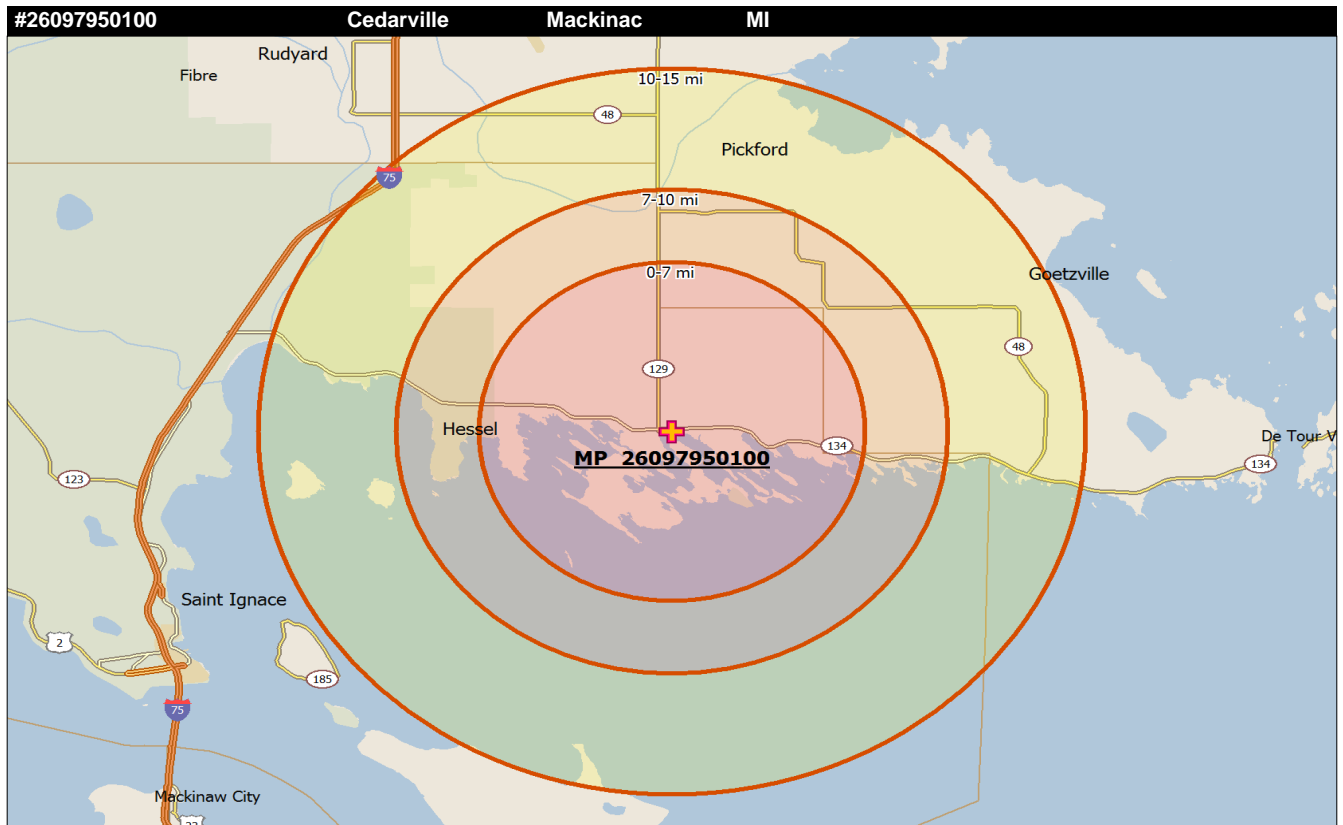 #26097950100 Cedarville Mackinac MI
Rudyard
Fibre
10-15 mi
48
Pickford
75
7-10 mi
0-7 mi
Goetzville
48
129
Hessel
134
MP 26097950100
De Tour V
134
123
Saint Ignace
2
185
75
Mackinaw City